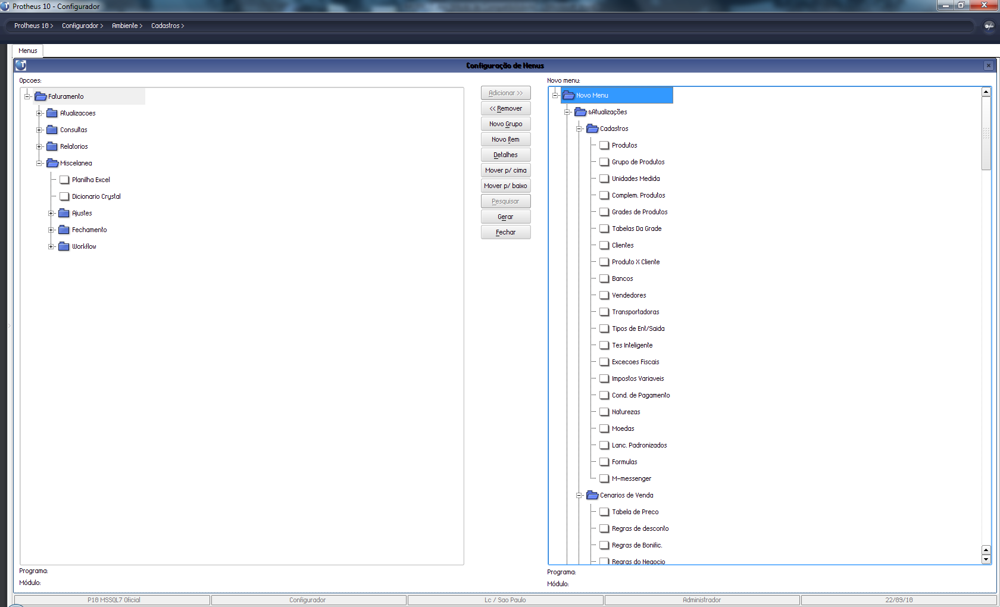 Protheus 10 - Configurador
Protheus 10 > Configurador > Ambiente > Cadastros >
Menus
Configuração de Menus
Opcoes:
Faturamento
Atualizacoes
Consultas
Relatorios
Miscelanea
Planilha Excel
Dicionario Crystal
Ajustes
Fechamento
Workflow
Programa:
Módulo:
Adicionar >>
<< Remover
Novo Grupo
Novo Item
Detalhes
Mover p/ cima
Mover p/ baixo
Pesquisar
Gerar
Fechar
Novo menu:
Novo Menu
&Atualizações
Cadastros
Produtos
Grupo de Produtos
Unidades Medida
Complem. Produtos
Grades de Produtos
Tabelas Da Grade
Clientes
Produto X Cliente
Bancos
Vendedores
Transportadoras
Tipos de Ent/Saida
Tes Inteligente
Excecoes Fiscais
Impostos Variaveis
Cond. de Pagamento
Naturezas
Moedas
Lanc. Padronizados
Formulas
M-messenger
Cenarios de Venda
Tabela de Preco
Regras de desconto
Regras de Bonific.
Regras do Negocio
Programa:
Módulo:
P10 MSSQL7 Oficial
Configurador
Lc / Sao Paulo
Administrador
22/09/10